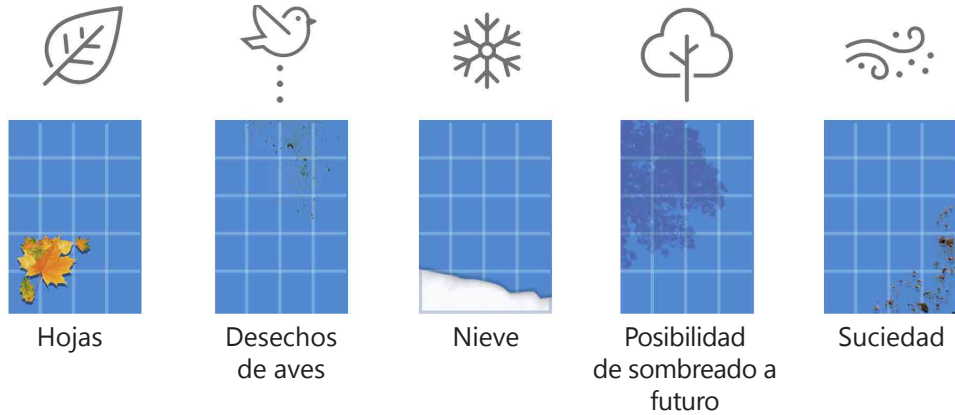 Hojas
Desechos
de aves
Nieve
Posibilidad
de sombreado a
futuro
Suciedad